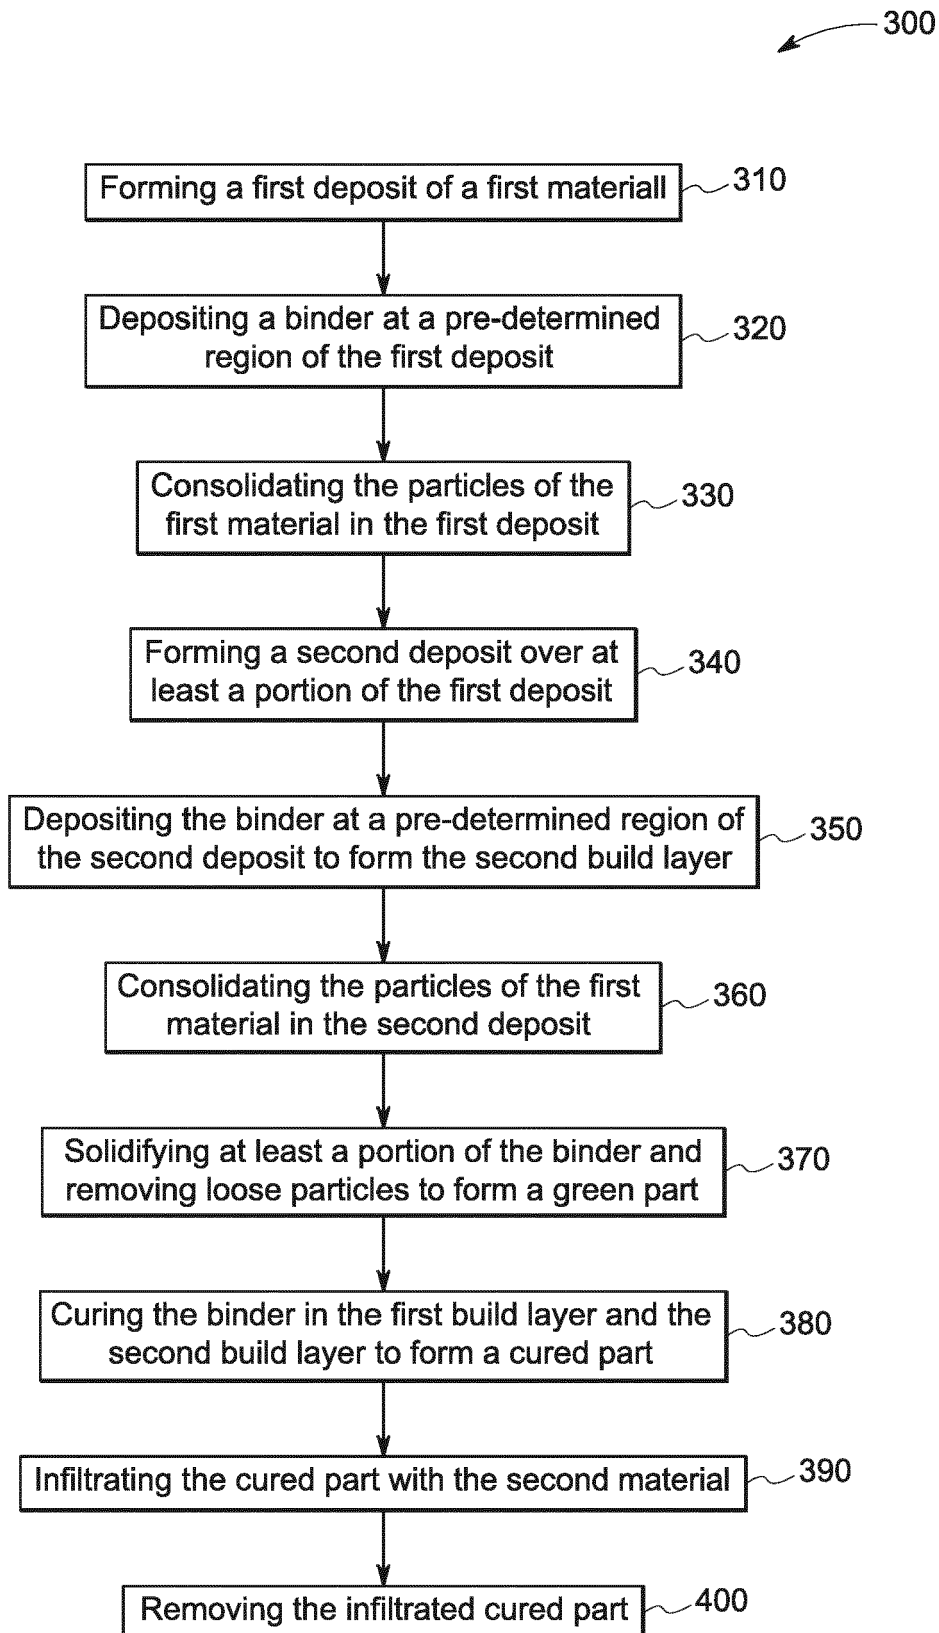 300
Forming a first deposit of a first materiall
310
Depositing a binder at a pre-determined
region of the first deposit
320
Consolidating the particles of the
first material in the first deposit
330
Forming a second deposit over at
least a portion of the first deposit
340
Depositing the binder at a pre-determined region of
the second deposit to form the second build layer
350
Consolidating the particles of the first
material in the second deposit
360
Solidifying at least a portion of the binder and
removing loose particles to form a green part
370
Curing the binder in the first build layer and the
second build layer to form a cured part
380
Infiltrating the cured part with the second material
390
Removing the infiltrated cured part
400